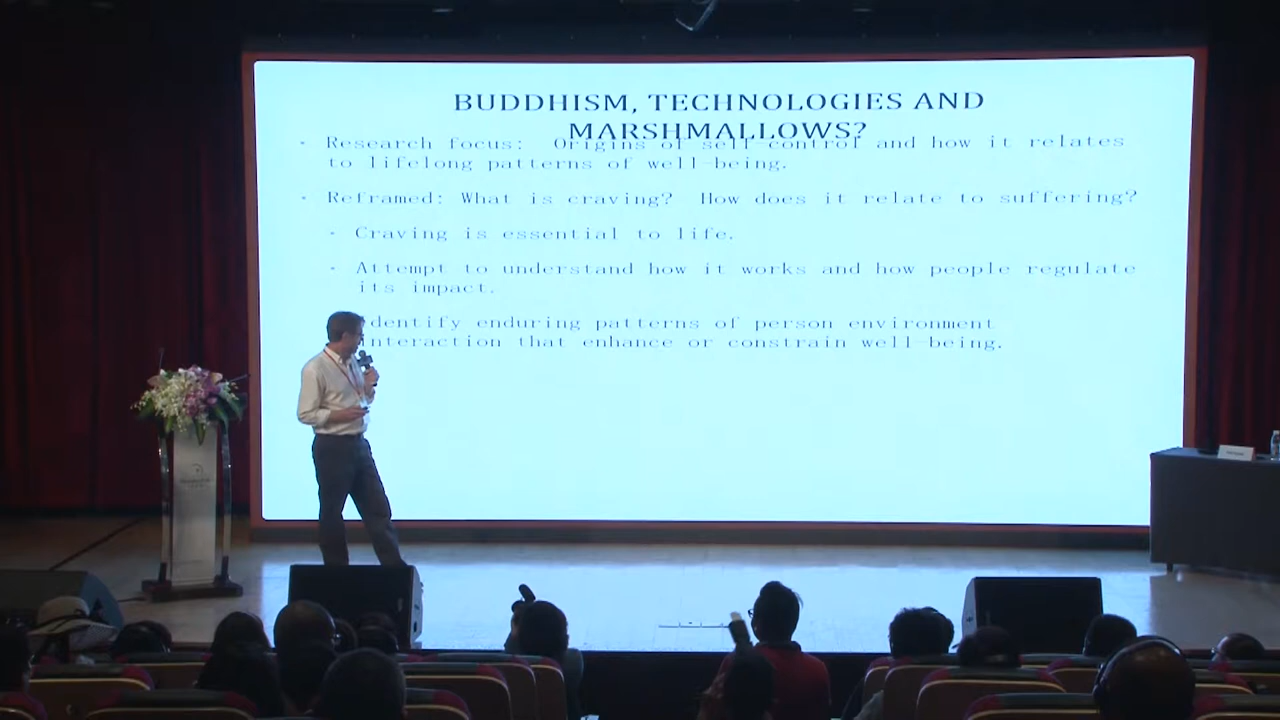 BUDDHISM, TECHNOLOGIES AND
MARSHMALLOWS?
- Research focus: Origins of self-control and how it relates
to lifelong patterns of well-being.
- Reframed: What is craving? How does it relate to suffering?
- Craving is essential to life.
- Attempt to understand how it works and how people regulate
its impact.
Identify enduring patterns of person environment
interaction that enhance or constrain well-being.